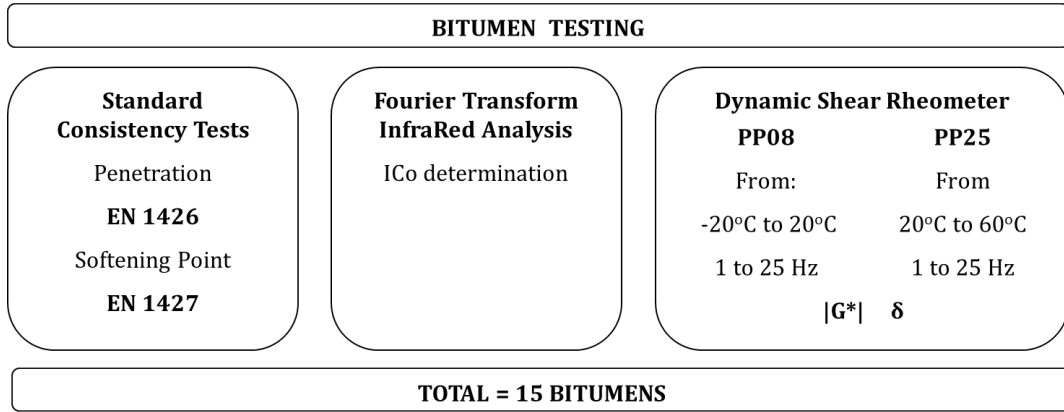 BITUMEN TESTING
Standard
Consistency Tests
Penetration
EN 1426
Softening Point
EN 1427
Fourier Transform
InfraRed Analysis
ICo determination
Dynamic Shear Rheometer
PP08 PP25
From: From
-20°C to 20°C 20°C to 60°C
1 to 25 Hz 1 to 25 Hz
|G*| δ
TOTAL = 15 BITUMENS